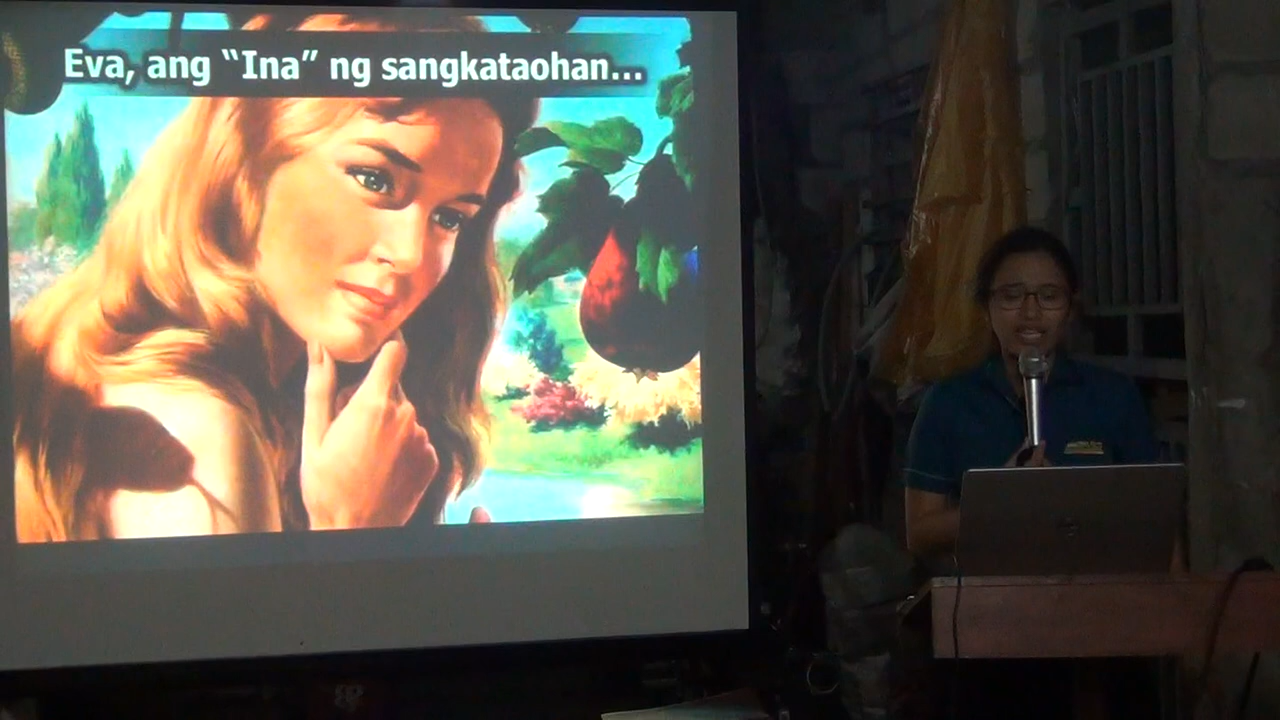 Eva, ang “Ina” ng sangkataohan...